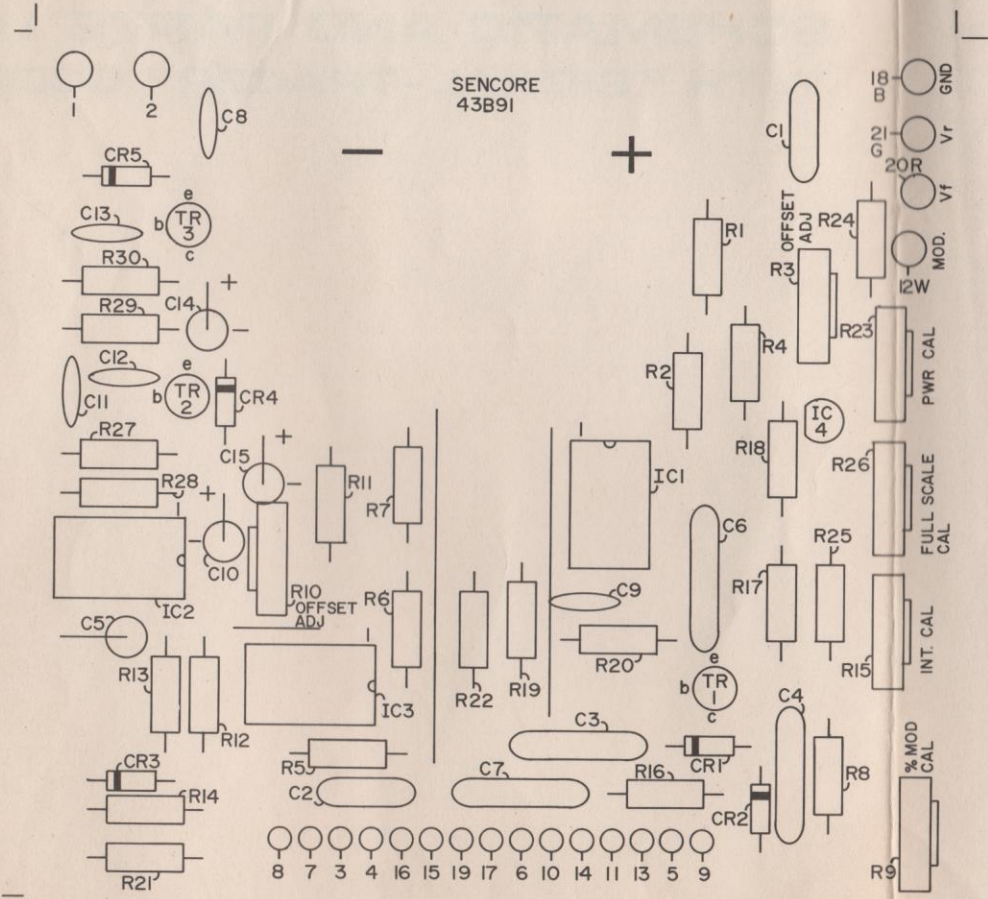 SENCORE
43B91
1
2
C8
C1
18
B
GND
21
G
Vr
20R
Vf
MOD.
12W
CR5
C13
e
b
TR
3
c
R30
R29
C14
+
−
−
+
R1
OFFSET
ADJ
R3
R24
R23
PWR CAL
C12
C11
e
b
TR
2
CR4
R2
R4
IC
4
R27
R28
C15
+
−
R11
R7
1
IC1
R18
R26
FULL SCALE
CAL
+
−
C10
1
IC2
R10
OFFSET
ADJ
C6
R25
R17
R15
INT. CAL
C5
R13
R12
1
IC3
R6
R22
R19
C9
R20
e
b
TR
1
c
C4
C3
CR1
R5
C2
C7
R16
CR2
R8
% MOD
CAL
R9
CR3
R14
R21
8 7 3 4 16 15 19 17 6 10 14 11 13 5 9